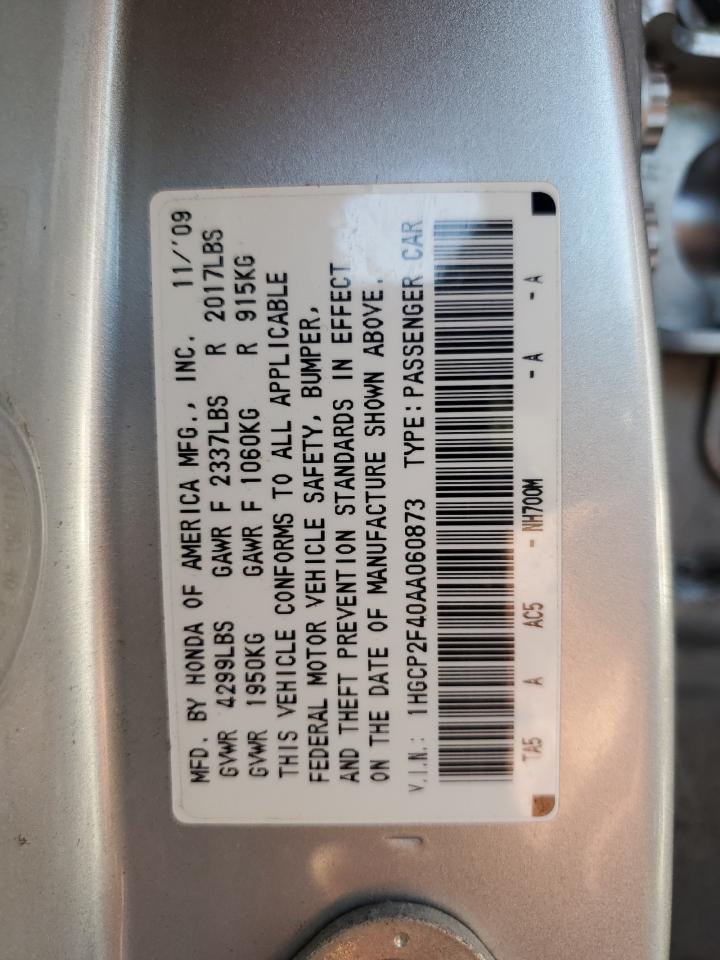 MFD. BY HONDA OF AMERICA MFG., INC. 11/'09
GVWR 4299LBS GAWR F 2337LBS R 2017LBS
GVWR 1950KG GAWR F 1060KG R 915KG
THIS VEHICLE CONFORMS TO ALL APPLICABLE
FEDERAL MOTOR VEHICLE SAFETY, BUMPER,
AND THEFT PREVENTION STANDARDS IN EFFECT
ON THE DATE OF MANUFACTURE SHOWN ABOVE.
V.I.N.: 1HGCP2F40AA060873 TYPE: PASSENGER CAR
TA5 A AC5 - NH700M - A - A